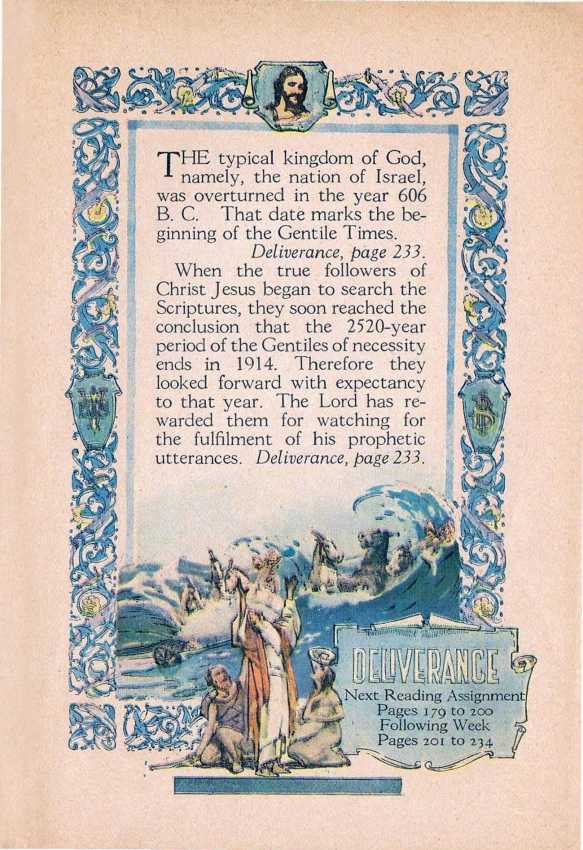 THE typical kingdom of God,
namely, the nation of Israel,
was overturned in the year 606
B. C. That date marks the be-
ginning of the Gentile Times.
Deliverance, page 233.
When the true followers of
Christ Jesus began to search the
Scriptures, they soon reached the
conclusion that the 2520-year
period of the Gentiles of necessity
ends in 1914. Therefore they
looked forward with expectancy
to that year. The Lord has re-
warded them for watching for
the fulfilment of his prophetic
utterances. Deliverance, page 233.
DELIVERANCE
Next Reading Assignment
Pages 179 to 200
Following Week
Pages 201 to 234